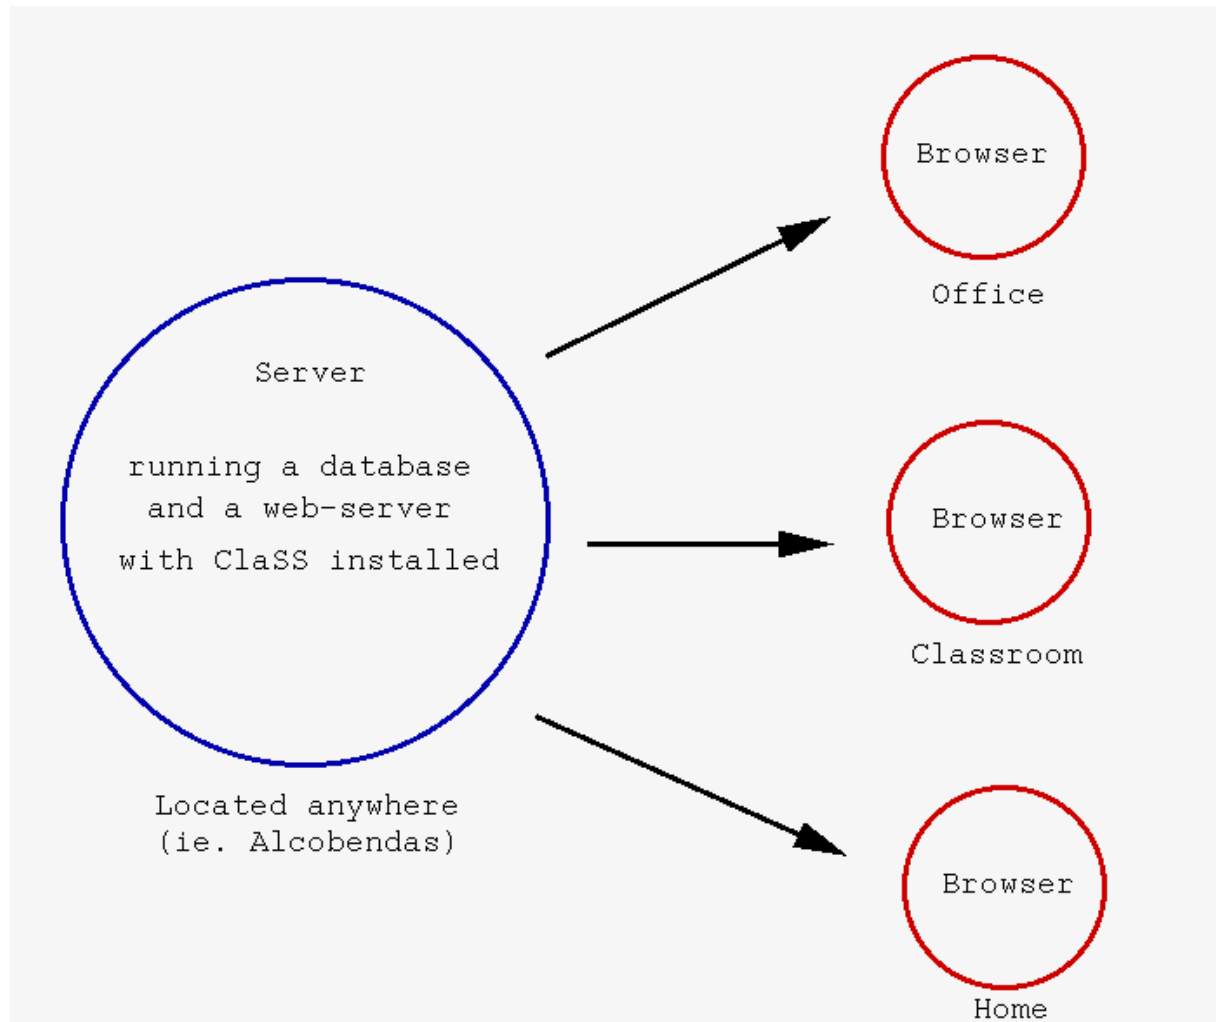 Server
running a database
and a web-server
with ClaSS installed
Located anywhere
(ie. Alcobendas)
Browser
Office
Browser
Classroom
Browser
Home